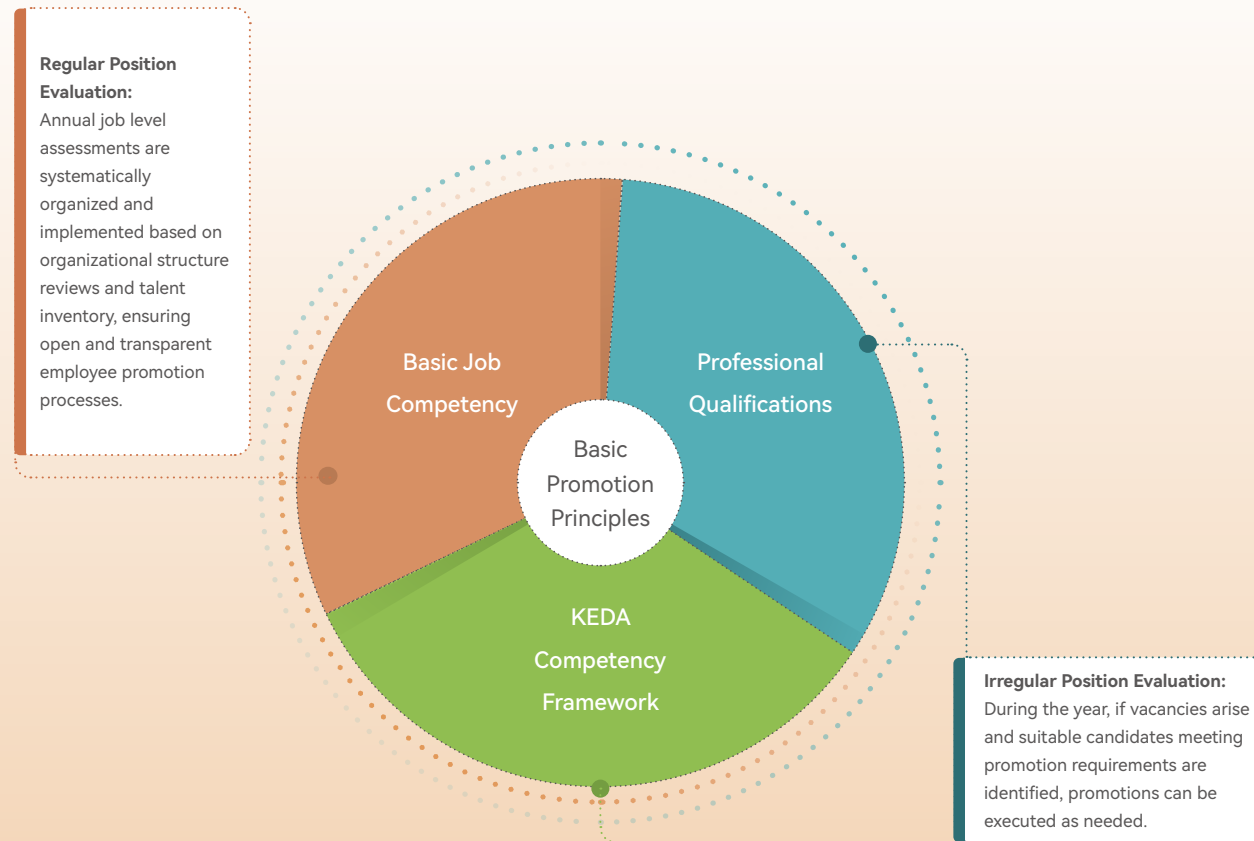 Regular Position
Evaluation:
Annual job level
assessments are
systematically
organized and
implemented based on
organizational structure
reviews and talent
inventory, ensuring
open and transparent
employee promotion
processes.
Basic Job
Competency
Professional
Qualifications
Basic
Promotion
Principles
KEDA
Competency
Framework
Irregular Position Evaluation:
During the year, if vacancies arise
and suitable candidates meeting
promotion requirements are
identified, promotions can be
executed as needed.